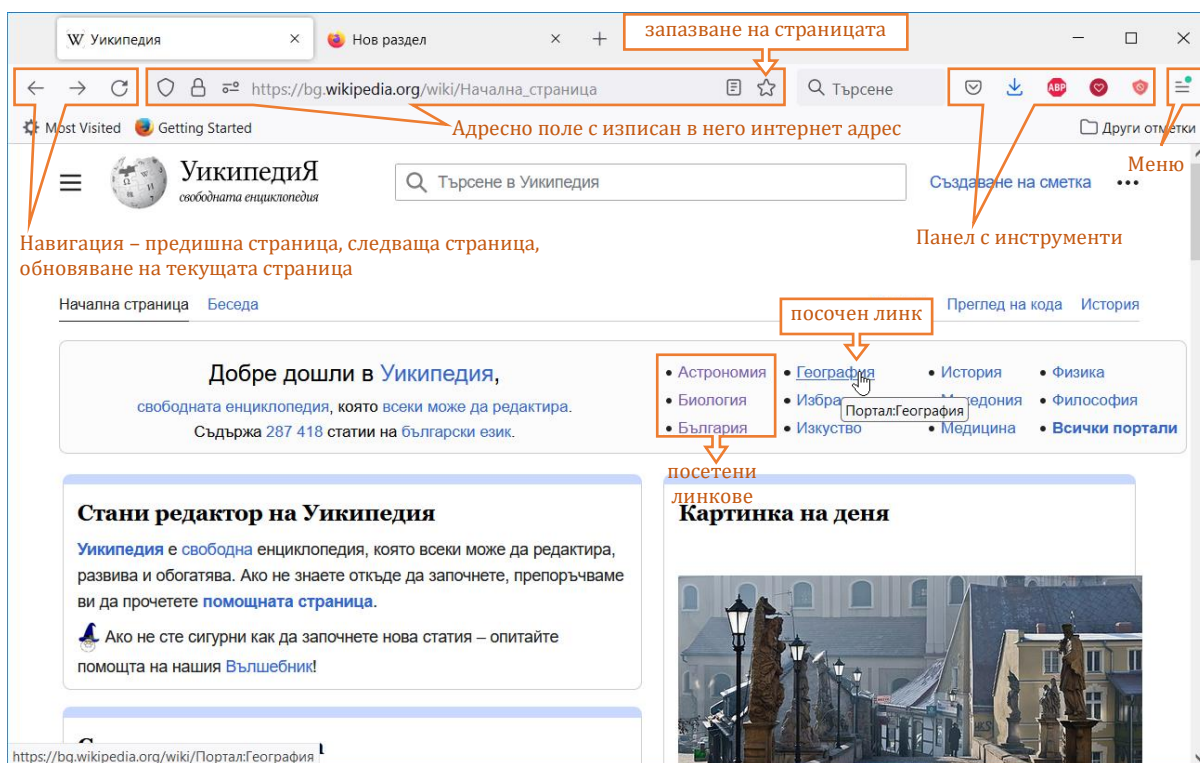 Уикипедия
Нов раздел
запазване на страницата
https://bg.wikipedia.org/wiki/Начална_страница
Търсене
ABP
Most Visited
Getting Started
Адресно поле с изписан в него интернет адрес
Други отметки
Меню
УикипедиЯ
свободната енциклопедия
Търсене в Уикипедия
Създаване на сметка
Навигация – предишна страница, следваща страница,
обновяване на текущата страница
Панел с инструменти
Начална страница
Беседа
посочен линк
Преглед на кода
История
Добре дошли в Уикипедия,
свободната енциклопедия, която всеки може да редактира.
Съдържа 287 418 статии на български език.
• Астрономия
• География
• История
• Физика
• Биология
• Философия
Портал:География
• България
• Изкуство
• Медицина
• Всички портали
посетени
линкове
Стани редактор на Уикипедия
Уикипедия е свободна енциклопедия, която всеки може да редактира,
развива и обогатява. Ако не знаете откъде да започнете, препоръчваме
ви да прочетете помощната страница.
Ако не сте сигурни как да започнете нова статия – опитайте
помощта на нашия Вълшебник!
Картинка на деня
https://bg.wikipedia.org/wiki/Портал:География